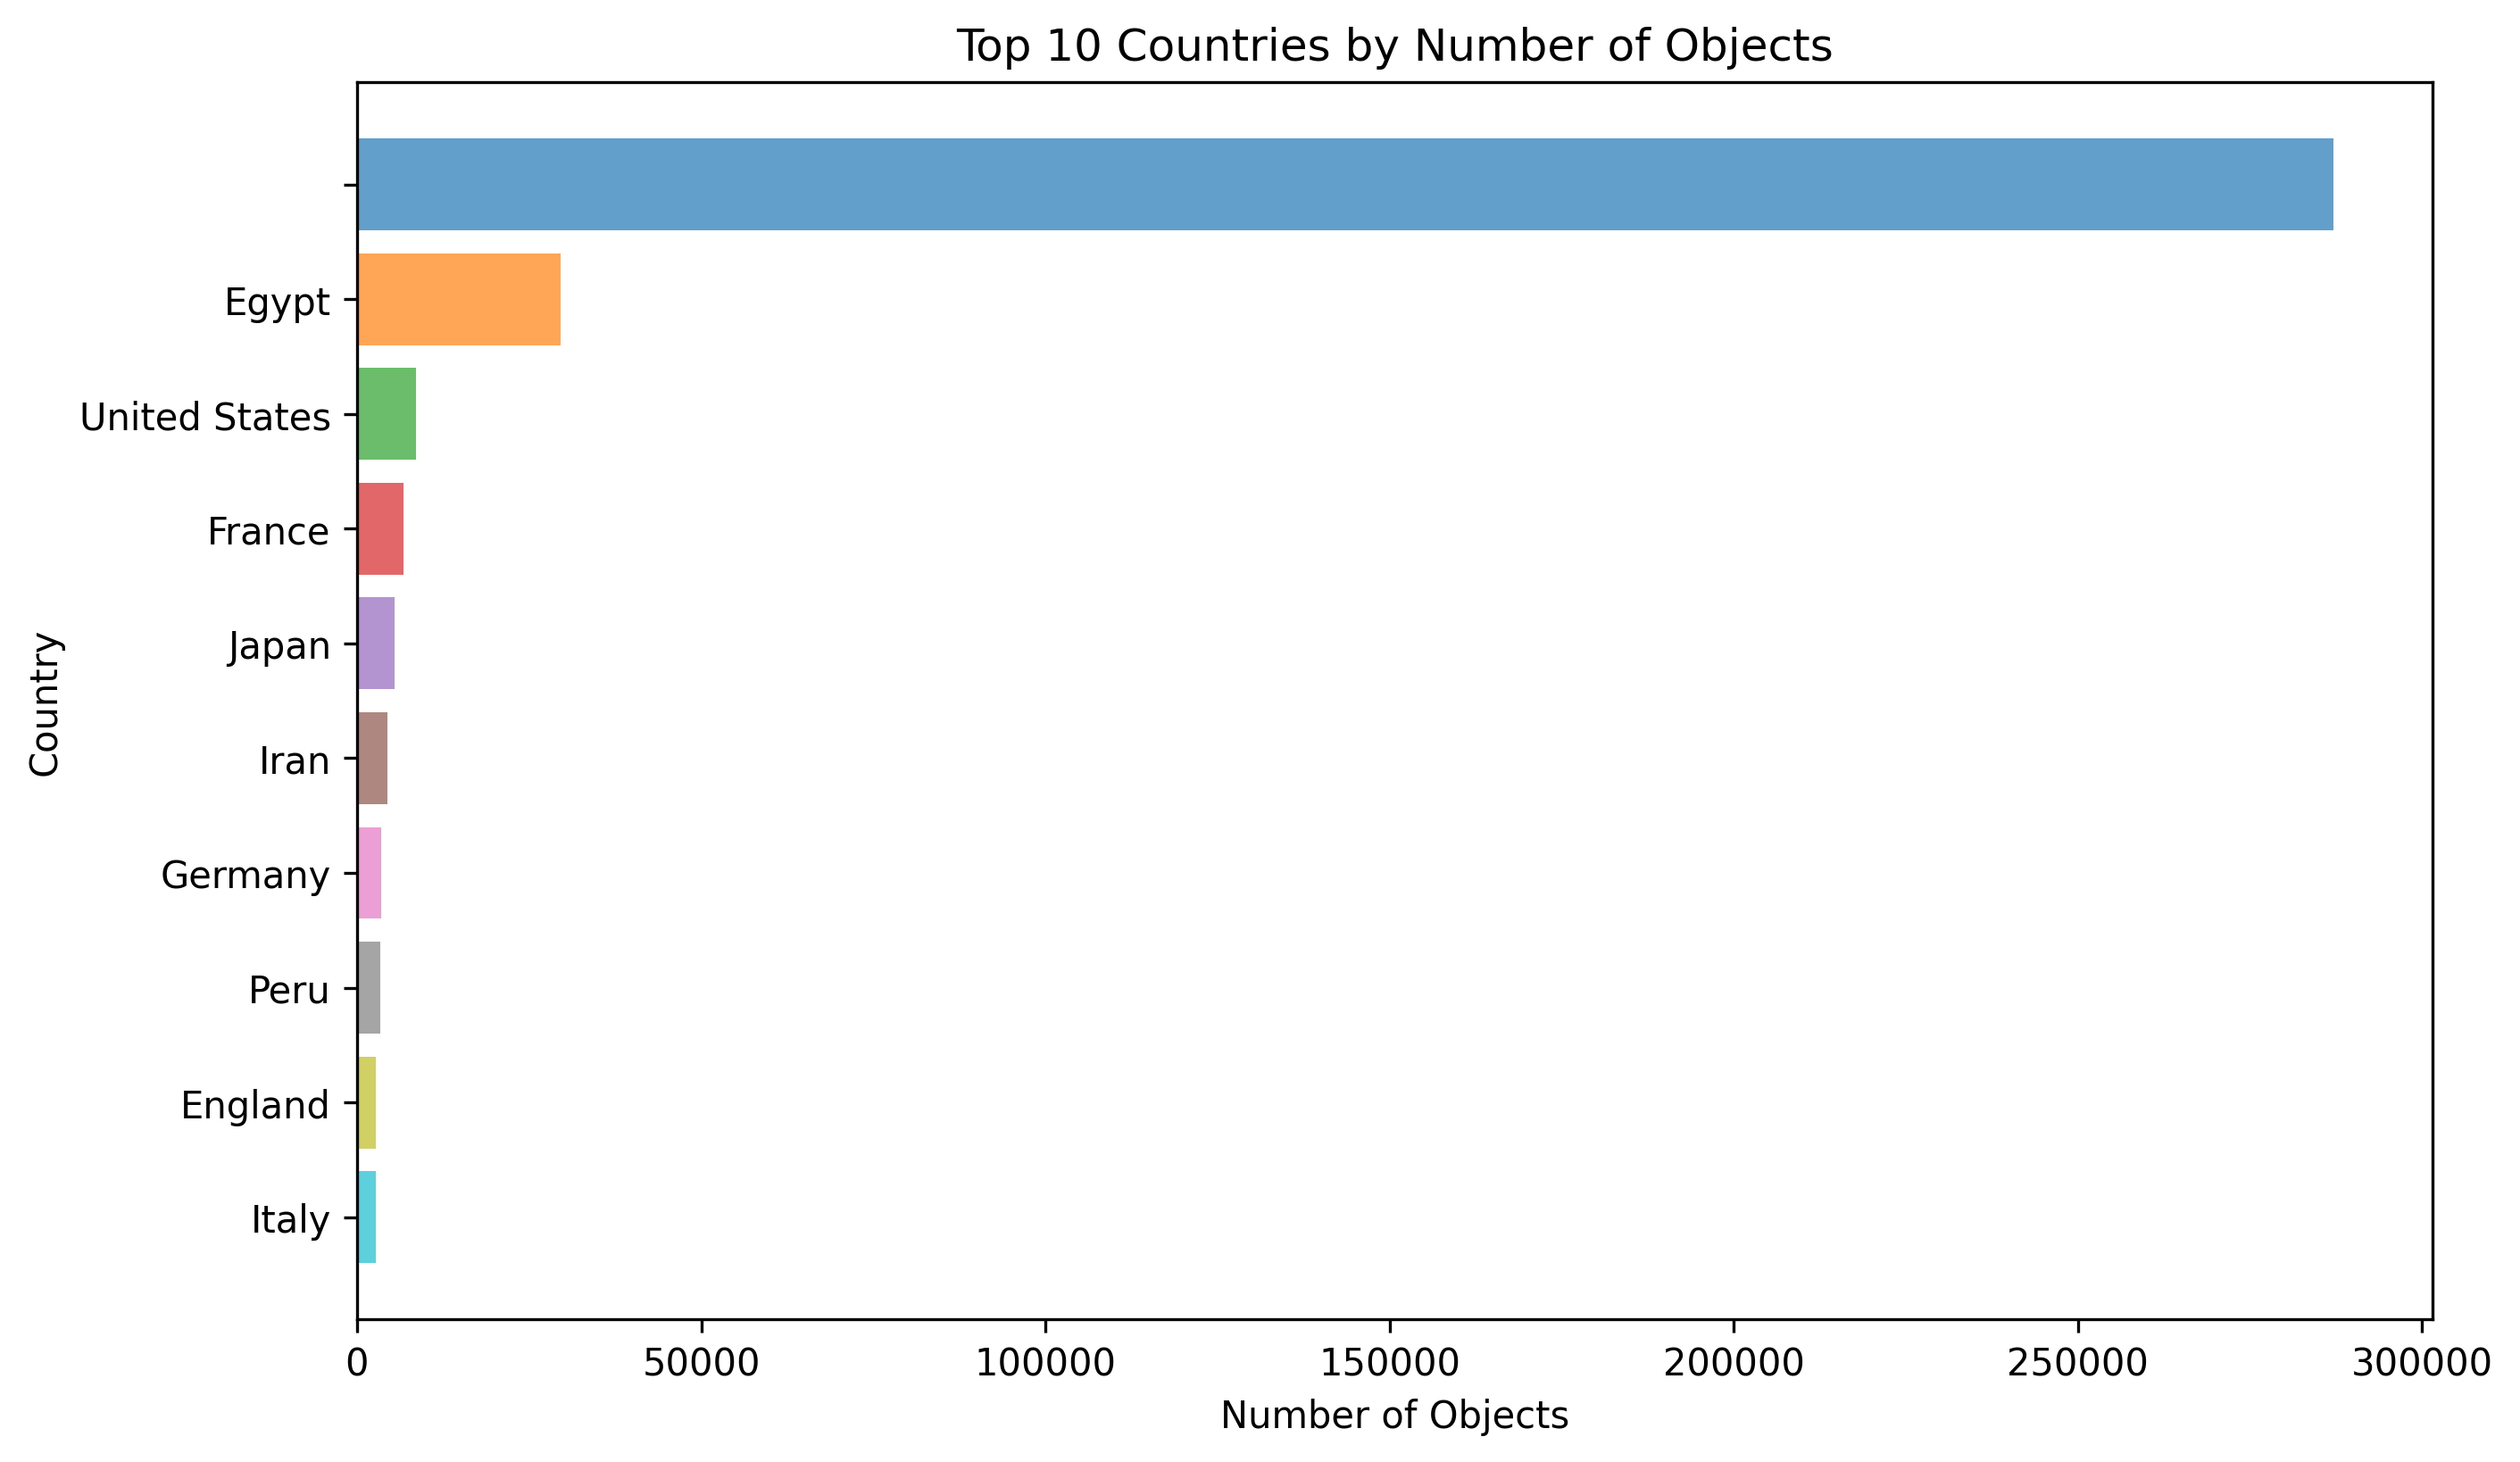 Top 10 Countries by Number of Objects
Egypt
United States
France
Japan
Iran
Germany
Peru
England
Italy
Country
0 50000 100000 150000 200000 250000 300000
Number of Objects